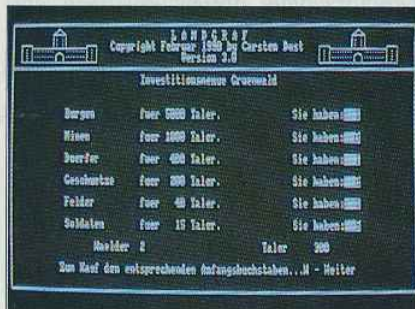 LANDGRAF
Copyright Februar 1990 by Carsten Dust
Version 3.0
Investitionsmenue Gruenwald
Burgen fuer 5000 Taler. Sie haben:
Minen fuer 1000 Taler. Sie haben:
Doerfer fuer 400 Taler. Sie haben:
Geschuetze fuer 200 Taler. Sie haben:
Felder fuer 40 Taler. Sie haben:
Soldaten fuer 15 Taler. Sie haben:
Waelder 2 Taler 300
Zum Kauf den entsprechenden Anfangsbuchstaben...W - Weiter